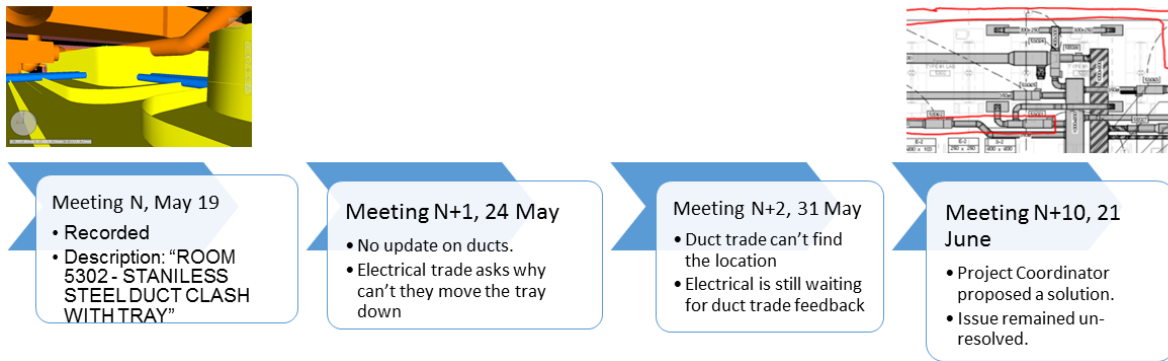 Meeting N, May 19
• Recorded
• Description: “ROOM
5302 - STANILESS
STEEL DUCT CLASH
WITH TRAY”
Meeting N+1, 24 May
• No update on ducts.
• Electrical trade asks why
can’t they move the tray
down
Meeting N+2, 31 May
• Duct trade can’t find
the location
• Electrical is still waiting
for duct trade feedback
Meeting N+10, 21
June
• Project Coordinator
proposed a solution.
• Issue remained un-
resolved.